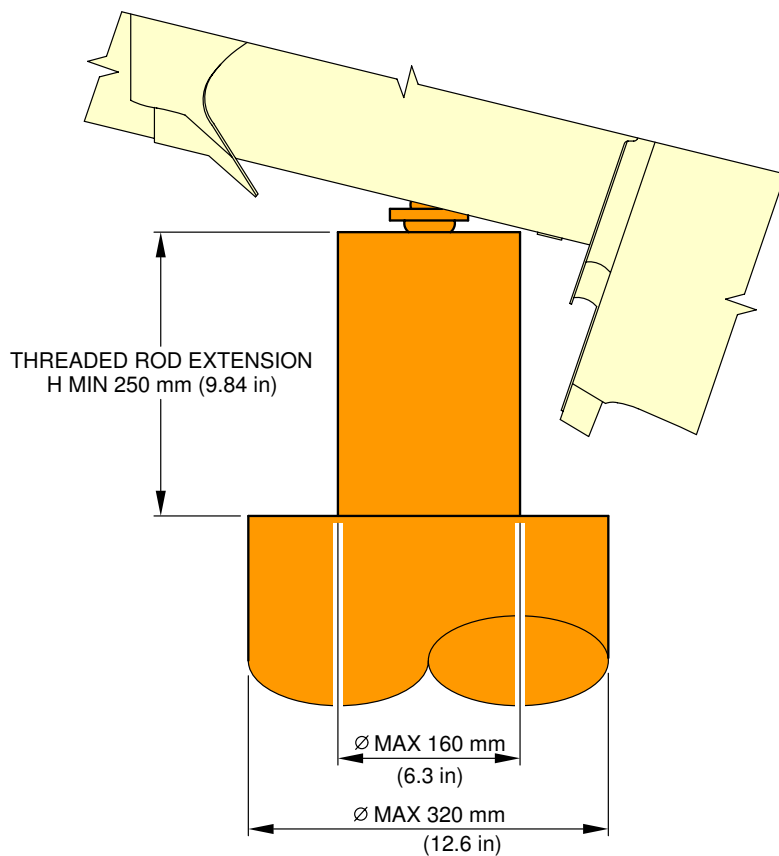 THREADED ROD EXTENSION
H MIN 250 mm (9.84 in)
∅ MAX 160 mm
(6.3 in)
∅ MAX 320 mm
(12.6 in)